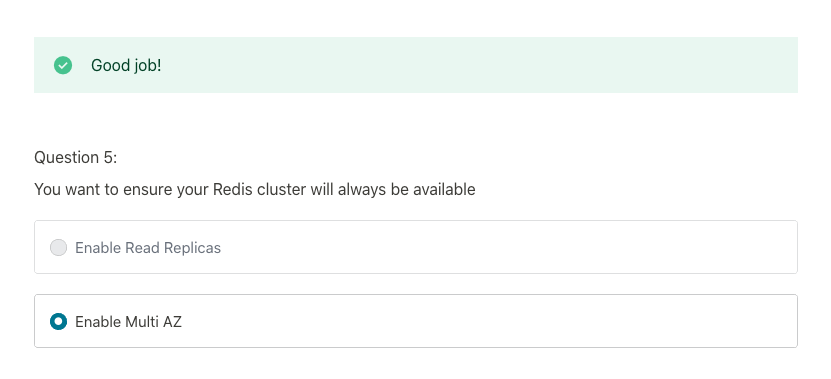 Good job!
Question 5:
You want to ensure your Redis cluster will always be available
Enable Read Replicas
Enable Multi AZ